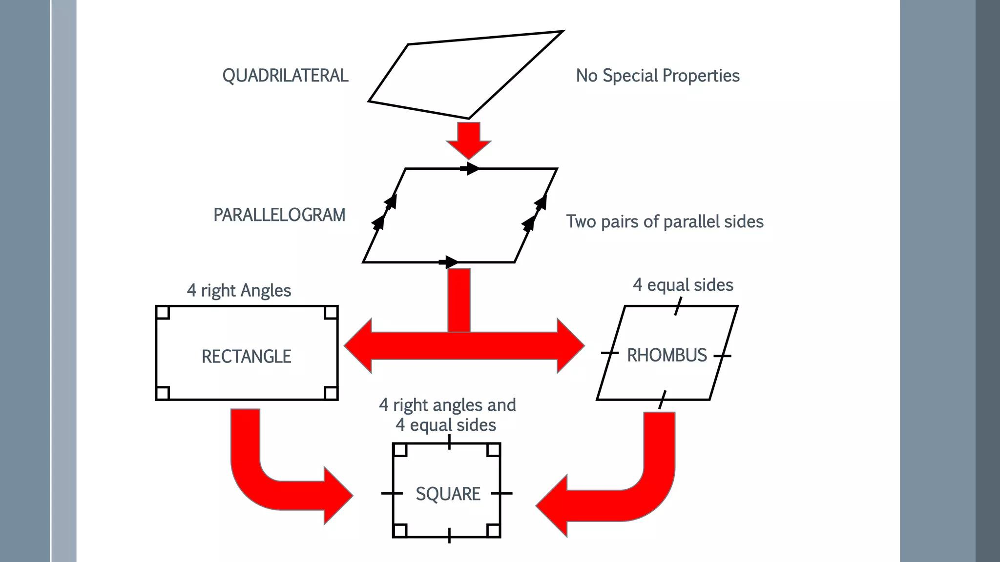 QUADRILATERAL
No Special Properties
PARALLELOGRAM
Two pairs of parallel sides
4 right Angles
4 equal sides
RECTANGLE
RHOMBUS
4 right angles and
4 equal sides
SQUARE